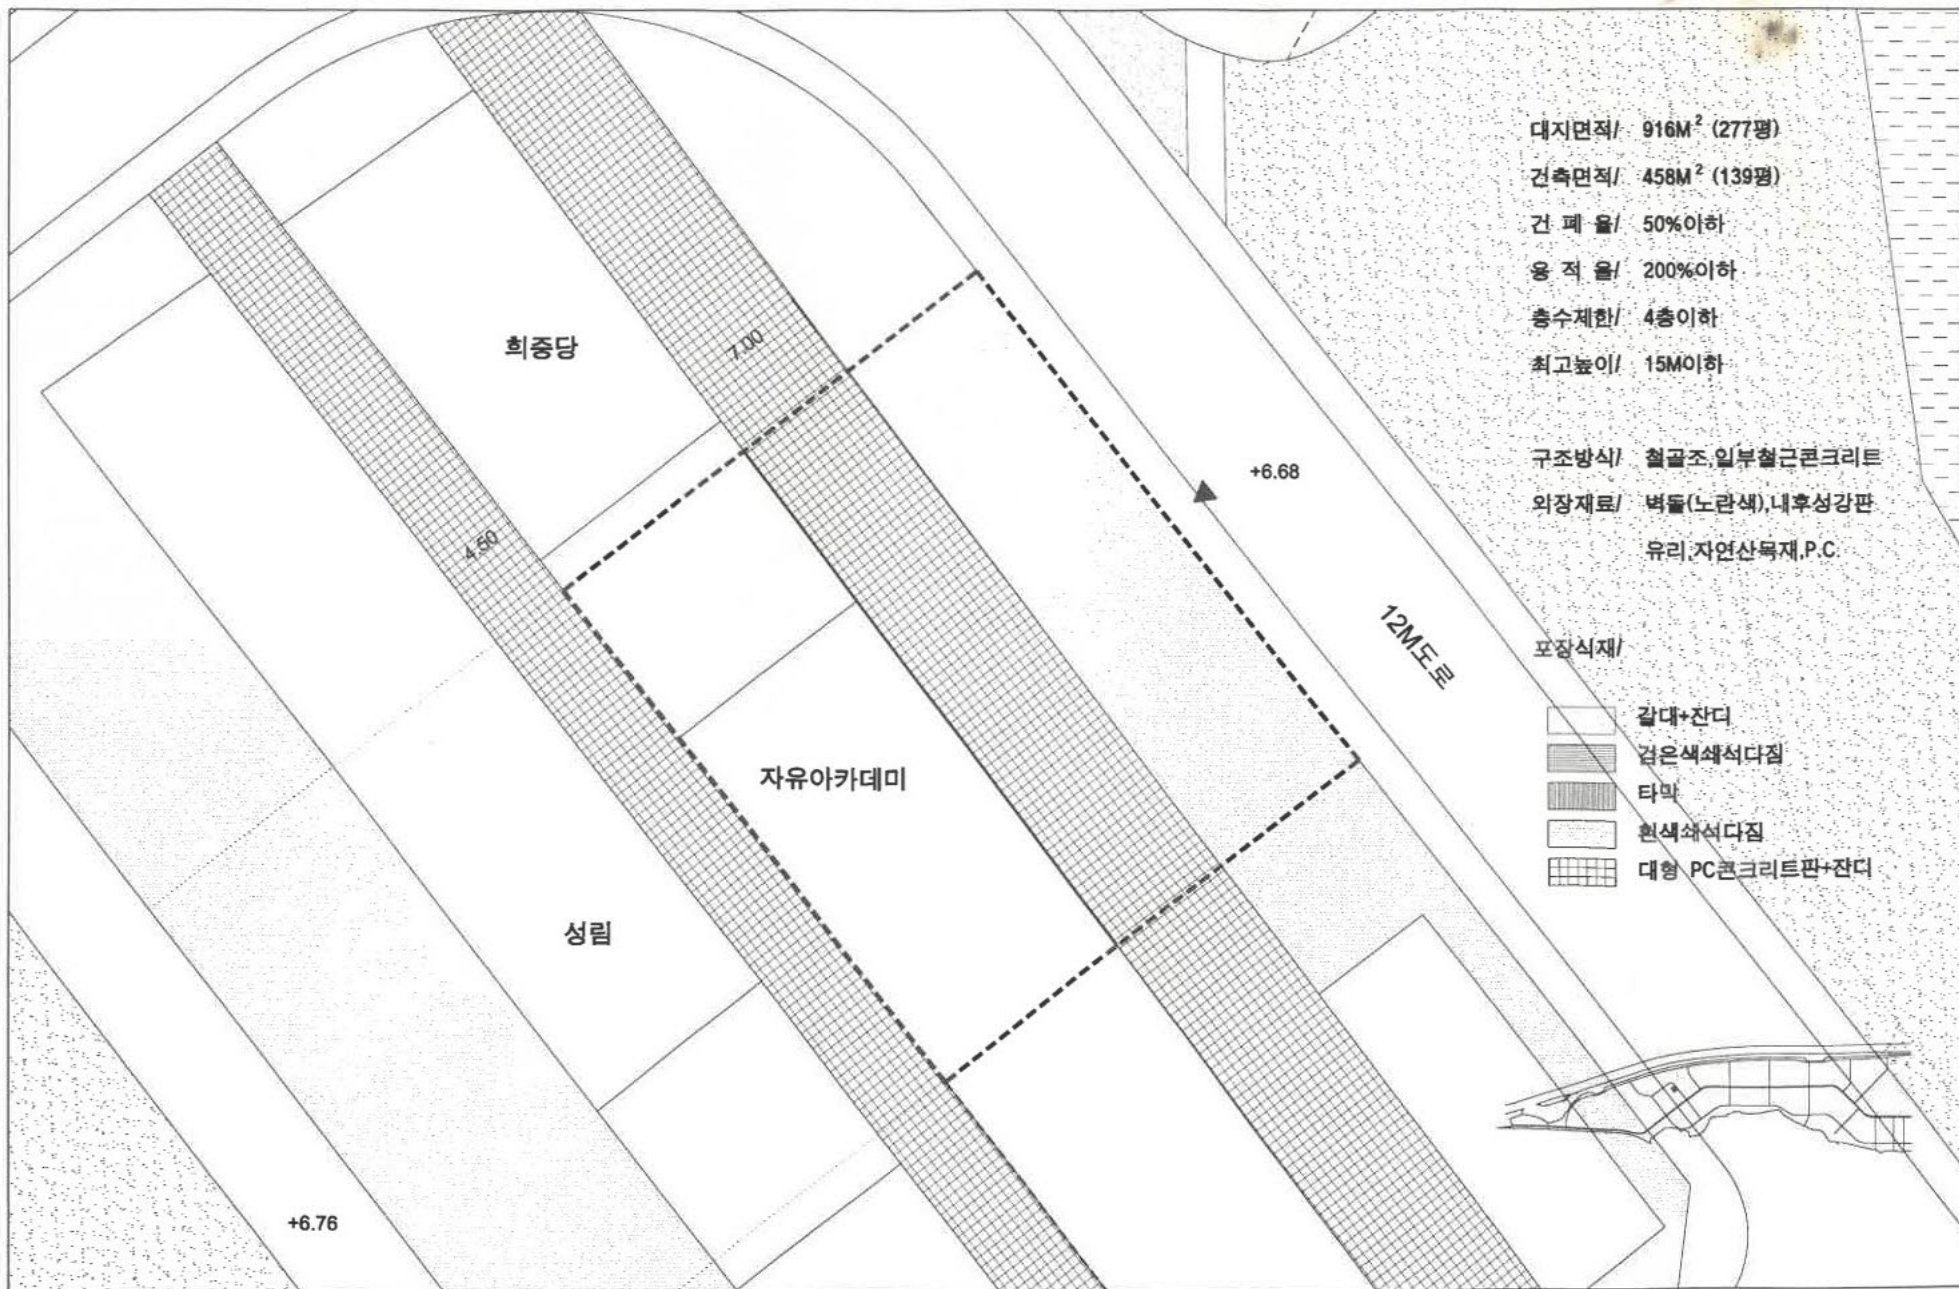 대지면적/ 916M² (277평)
건축면적/ 458M² (139평)
건 폐 율/ 50%이하
용 적 율/ 200%이하
층수제한/ 4층이하
최고높이/ 15M이하
구조방식/ 철골조,일부철근콘크리트
외장재료/ 벽돌(노란색),내후성강판
유리,자연산목재,P.C.
포장식재/
갈대+잔디
검은색쇄석다짐
타막
흰색쇄석다짐
대형 PC콘크리트판+잔디
희중당
7.00
4.50
+6.68
12M도로
자유아카데미
성림
+6.76